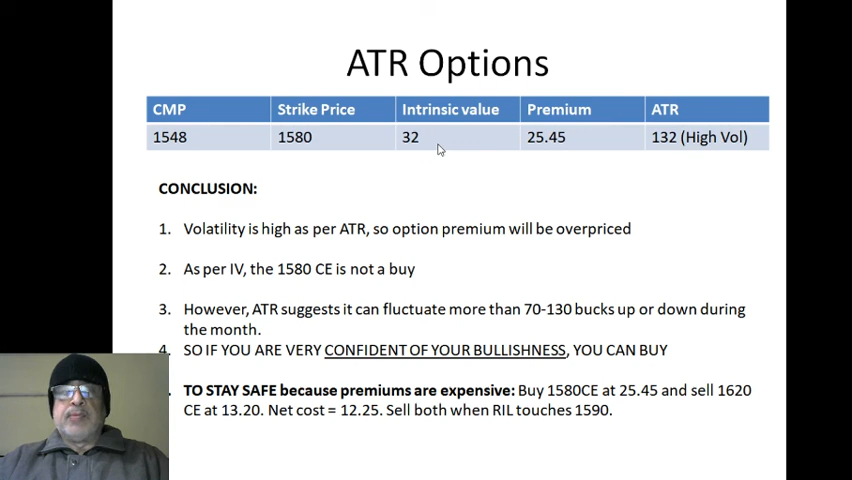 ATR Options
CMP Strike Price Intrinsic value Premium ATR
1548 1580 32 25.45 132 (High Vol)
CONCLUSION:
1. Volatility is high as per ATR, so option premium will be overpriced
2. As per IV, the 1580 CE is not a buy
3. However, ATR suggests it can fluctuate more than 70-130 bucks up or down during
the month.
4. SO IF YOU ARE VERY CONFIDENT OF YOUR BULLISHNESS, YOU CAN BUY
TO STAY SAFE because premiums are expensive: Buy 1580CE at 25.45 and sell 1620
CE at 13.20. Net cost = 12.25. Sell both when RIL touches 1590.